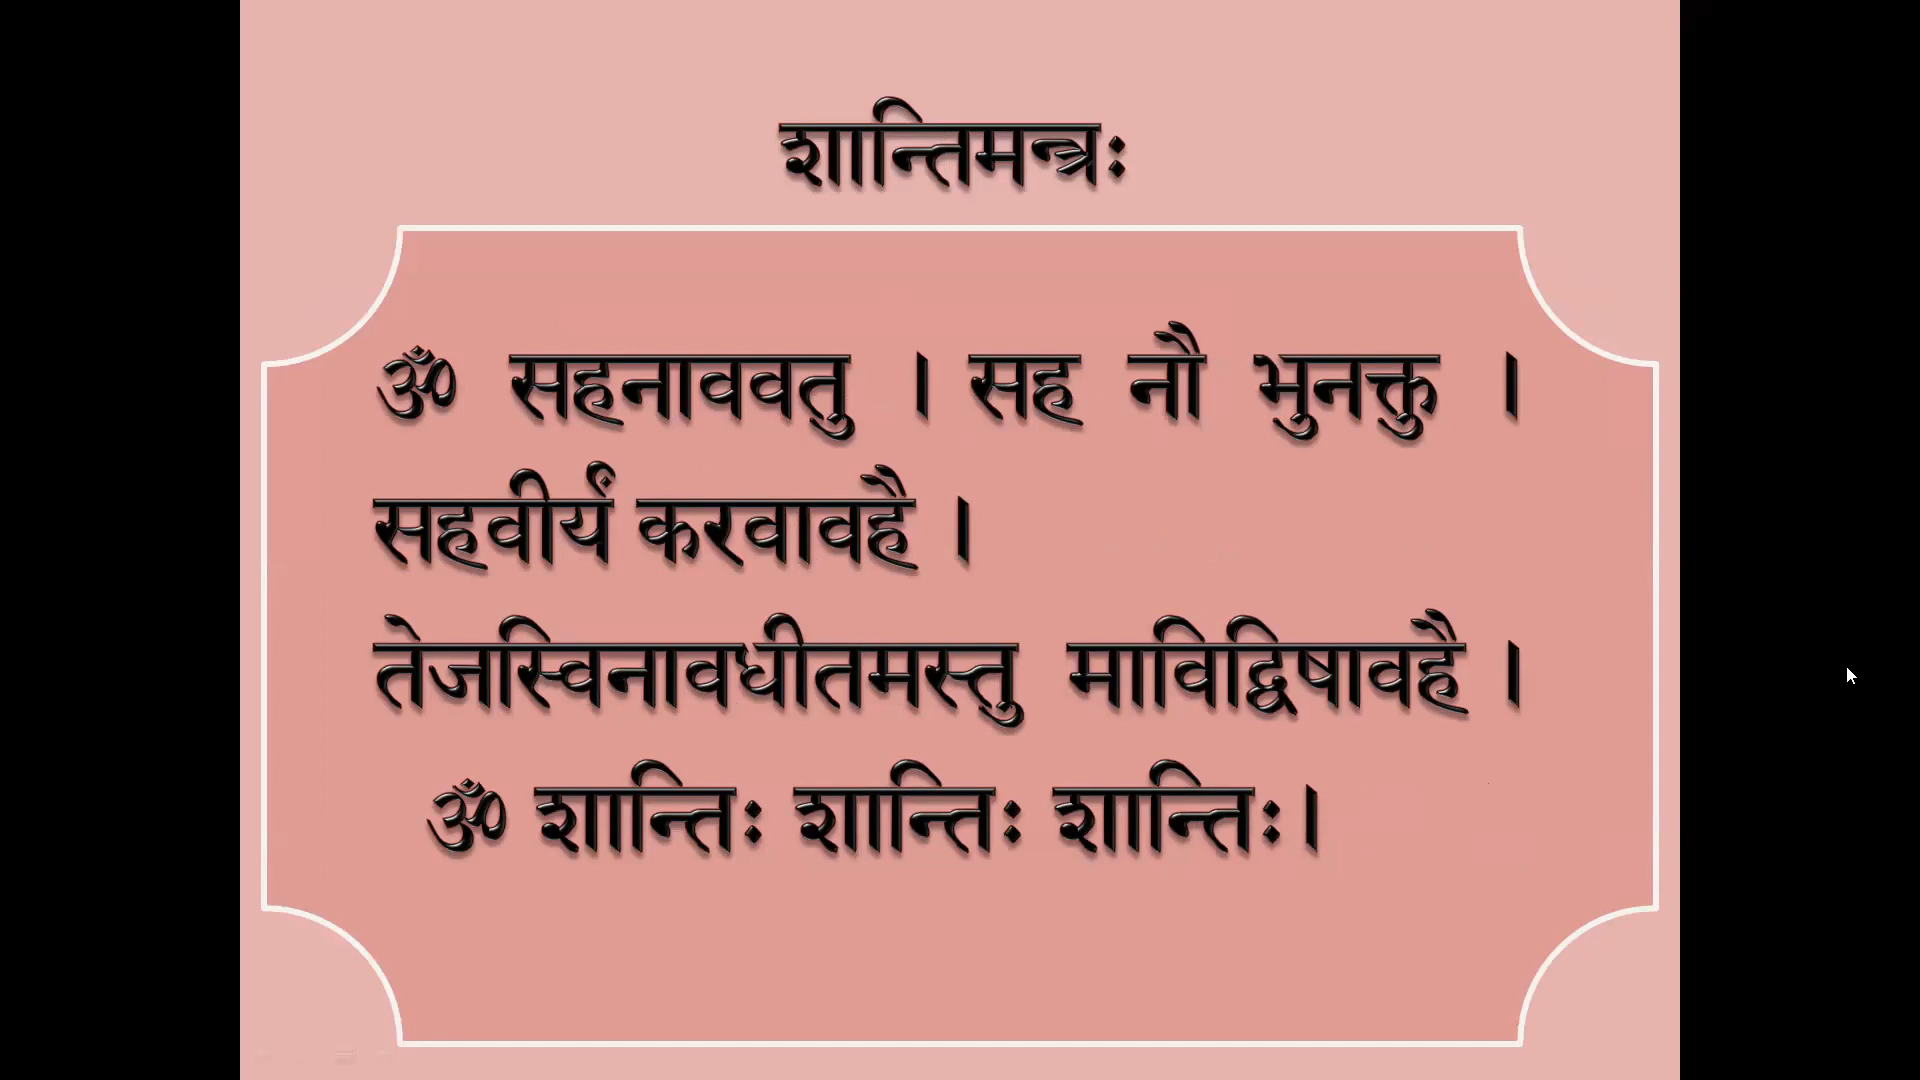 शान्तिमन्त्रः
ॐ सहनाववतु । सह नौ भुनक्तु ।
सहवीर्यं करवावहै ।
तेजस्विनावधीतमस्तु माविद्विषावहै ।
ॐ शान्तिः शान्तिः शान्तिः।